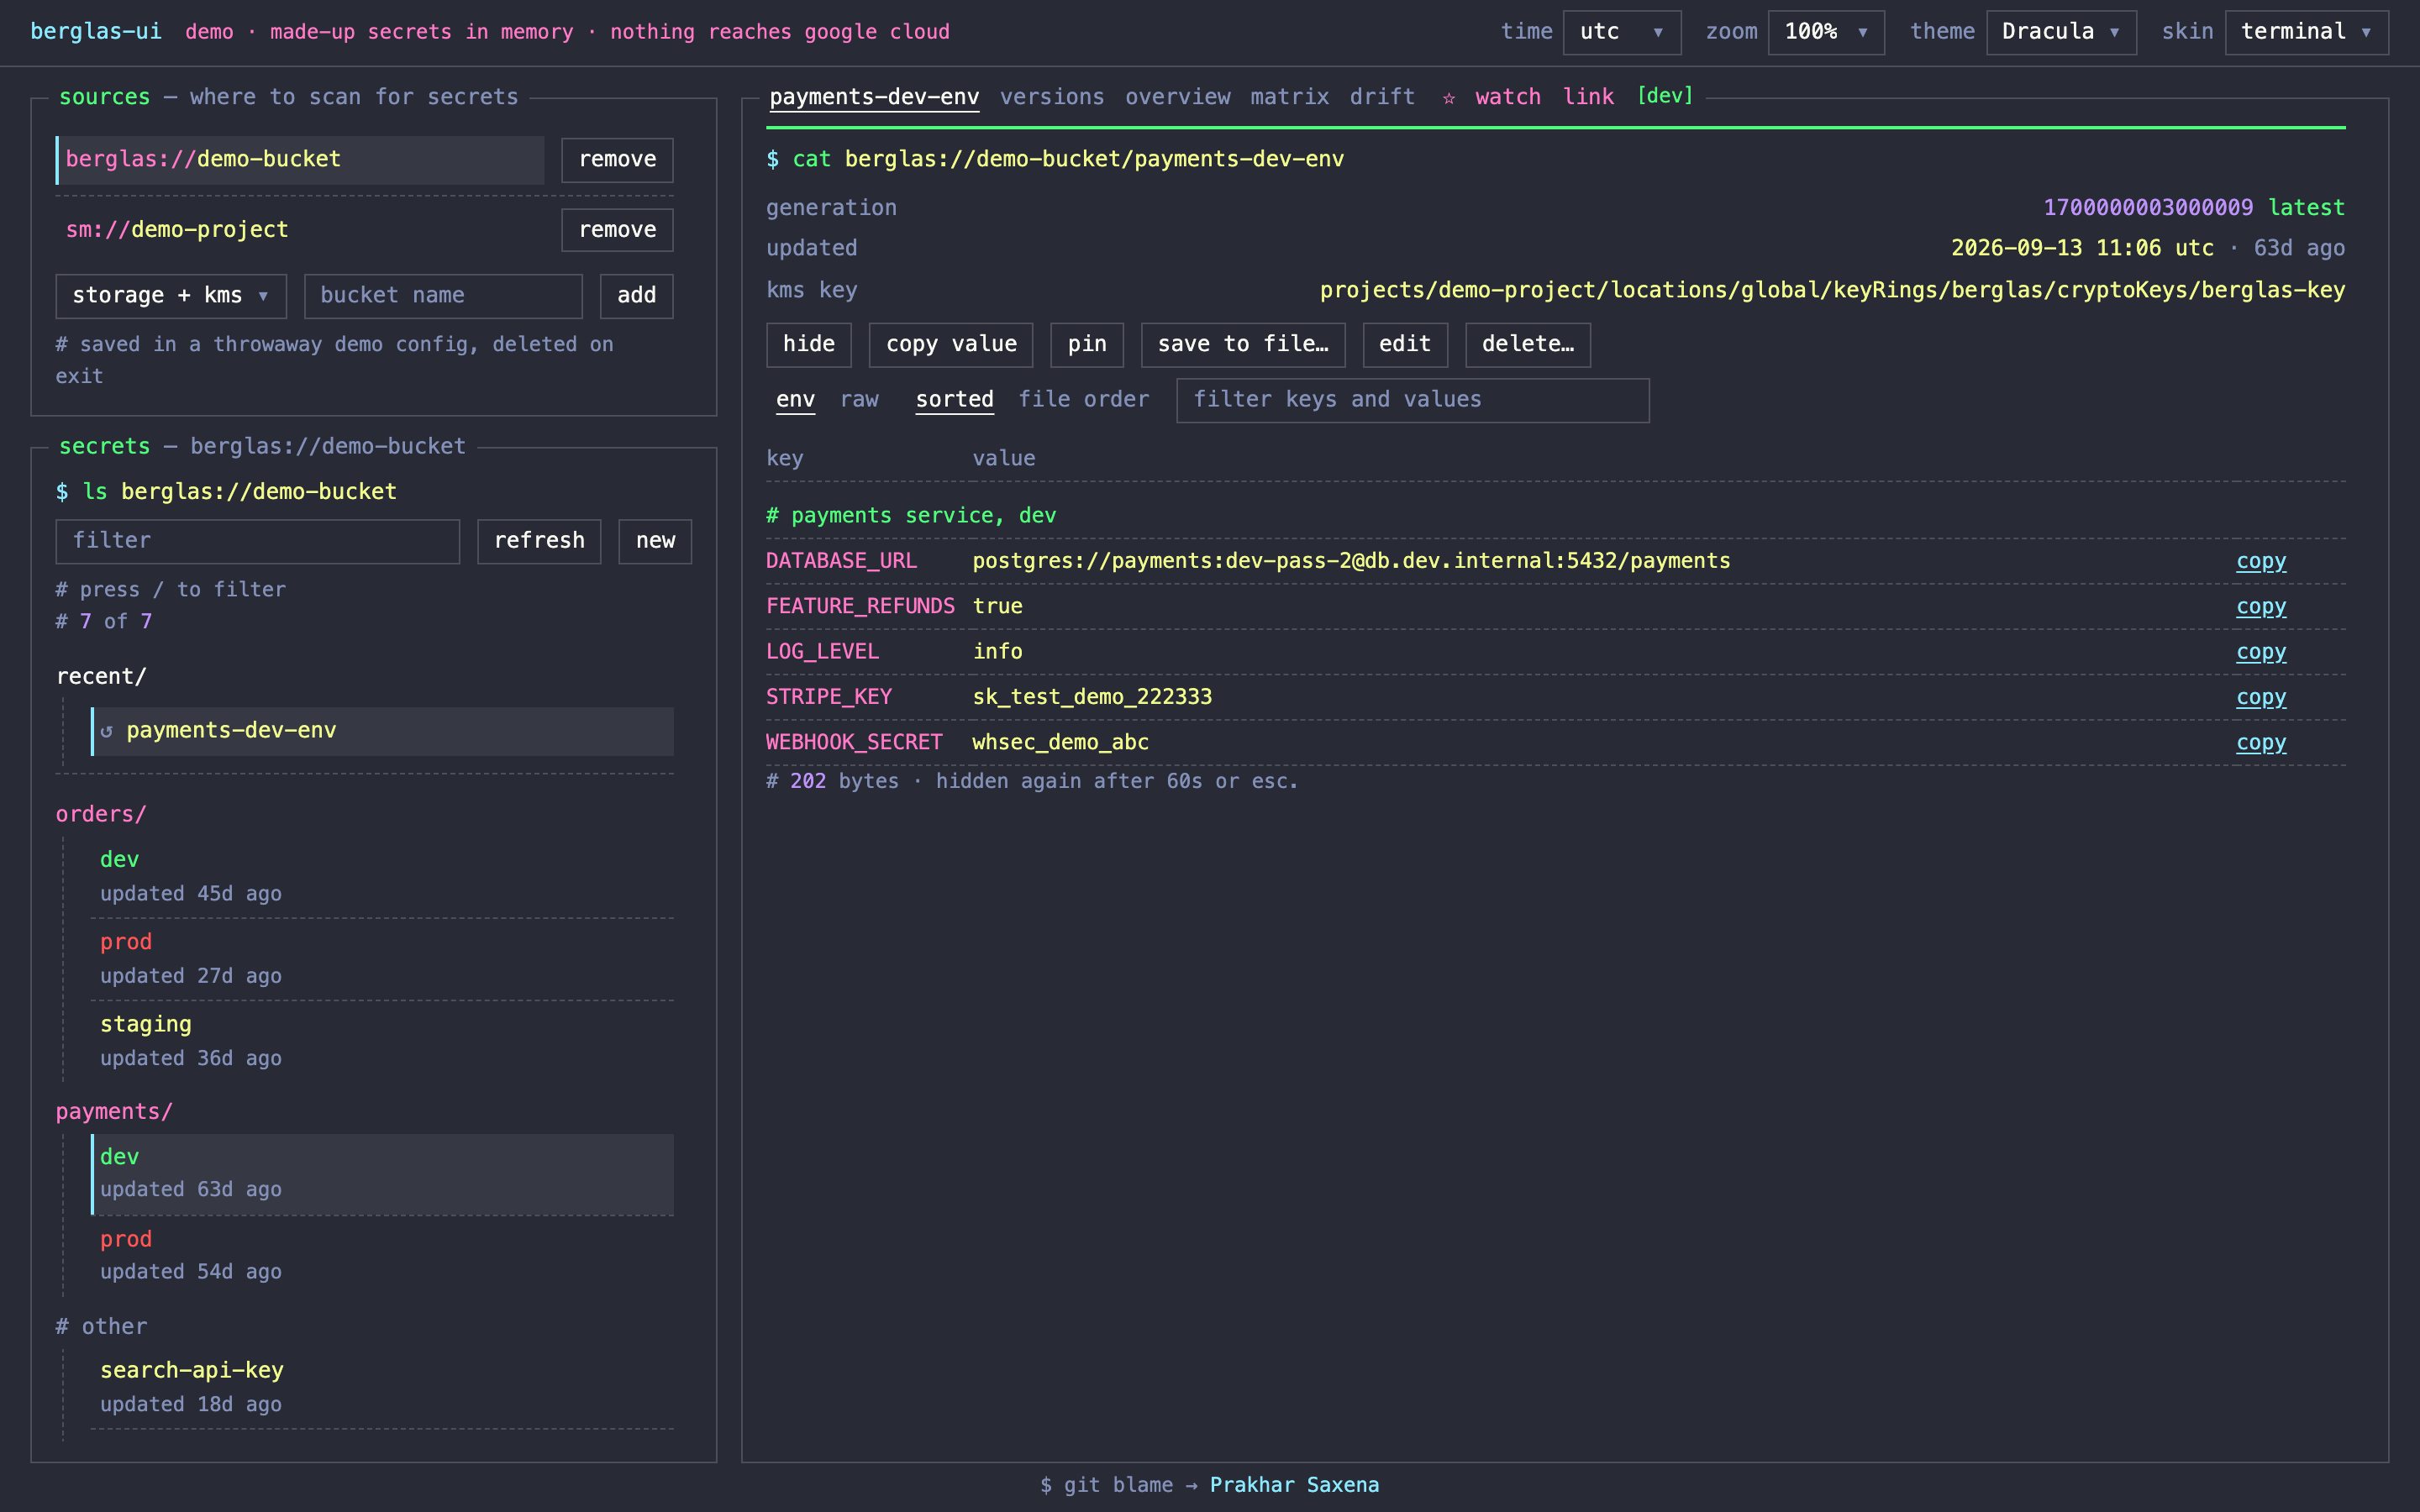 berglas-ui demo · made-up secrets in memory · nothing reaches google cloud time utc ▾ zoom 100% ▾ theme Dracula ▾ skin terminal ▾
sources — where to scan for secrets
berglas://demo-bucket remove
sm://demo-project remove
storage + kms ▾ bucket name add
# saved in a throwaway demo config, deleted on
exit
secrets — berglas://demo-bucket
$ ls berglas://demo-bucket
filter refresh new
# press / to filter
# 7 of 7
recent/
↺ payments-dev-env
orders/
dev
updated 45d ago
prod
updated 27d ago
staging
updated 36d ago
payments/
dev
updated 63d ago
prod
updated 54d ago
# other
search-api-key
updated 18d ago
payments-dev-env versions overview matrix drift ☆ watch link [dev]
$ cat berglas://demo-bucket/payments-dev-env
generation 1700000003000009 latest
updated 2026-09-13 11:06 utc · 63d ago
kms key projects/demo-project/locations/global/keyRings/berglas/cryptoKeys/berglas-key
hide copy value pin save to file… edit delete…
env raw sorted file order filter keys and values
key value
# payments service, dev
DATABASE_URL postgres://payments:dev-pass-2@db.dev.internal:5432/payments copy
FEATURE_REFUNDS true copy
LOG_LEVEL info copy
STRIPE_KEY sk_test_demo_222333 copy
WEBHOOK_SECRET whsec_demo_abc copy
# 202 bytes · hidden again after 60s or esc.
$ git blame → Prakhar Saxena